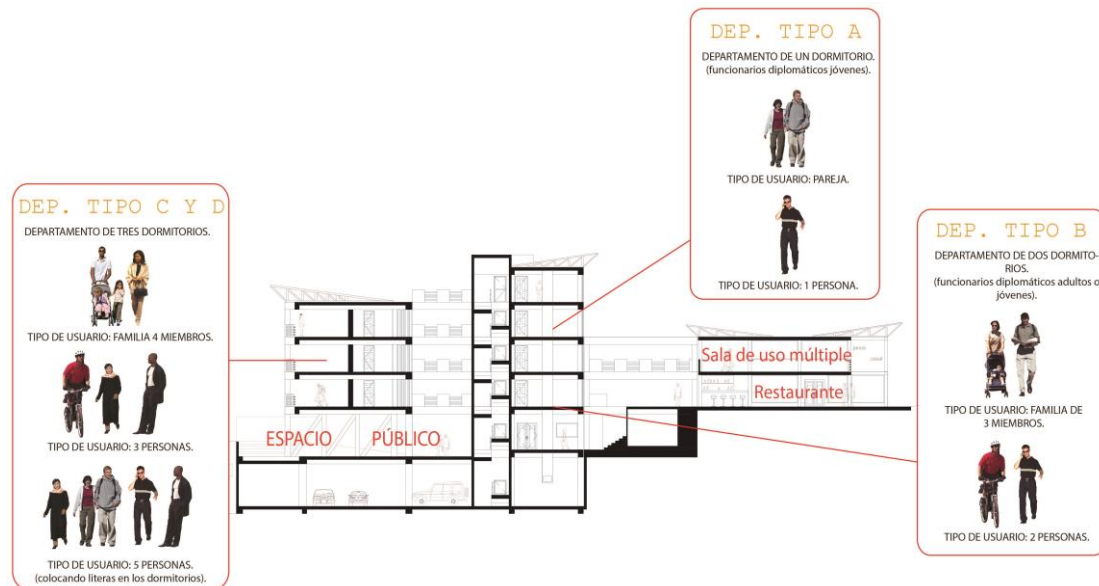 DEP. TIPO A
DEPARTAMENTO DE UN DORMITORIO.
(funcionarios diplomáticos jóvenes).
TIPO DE USUARIO: PAREJA.
TIPO DE USUARIO: 1 PERSONA.
DEP. TIPO C Y D
DEPARTAMENTO DE TRES DORMITORIOS.
TIPO DE USUARIO: FAMILIA 4 MIEMBROS.
TIPO DE USUARIO: 3 PERSONAS.
TIPO DE USUARIO: 5 PERSONAS.
(colocando literas en los dormitorios).
ESPACIO PÚBLICO
Sala de uso múltiple
Restaurante
DEP. TIPO B
DEPARTAMENTO DE DOS DORMITO-
RIOS.
(funcionarios diplomáticos adultos o
jóvenes).
TIPO DE USUARIO: FAMILIA DE
3 MIEMBROS.
TIPO DE USUARIO: 2 PERSONAS.